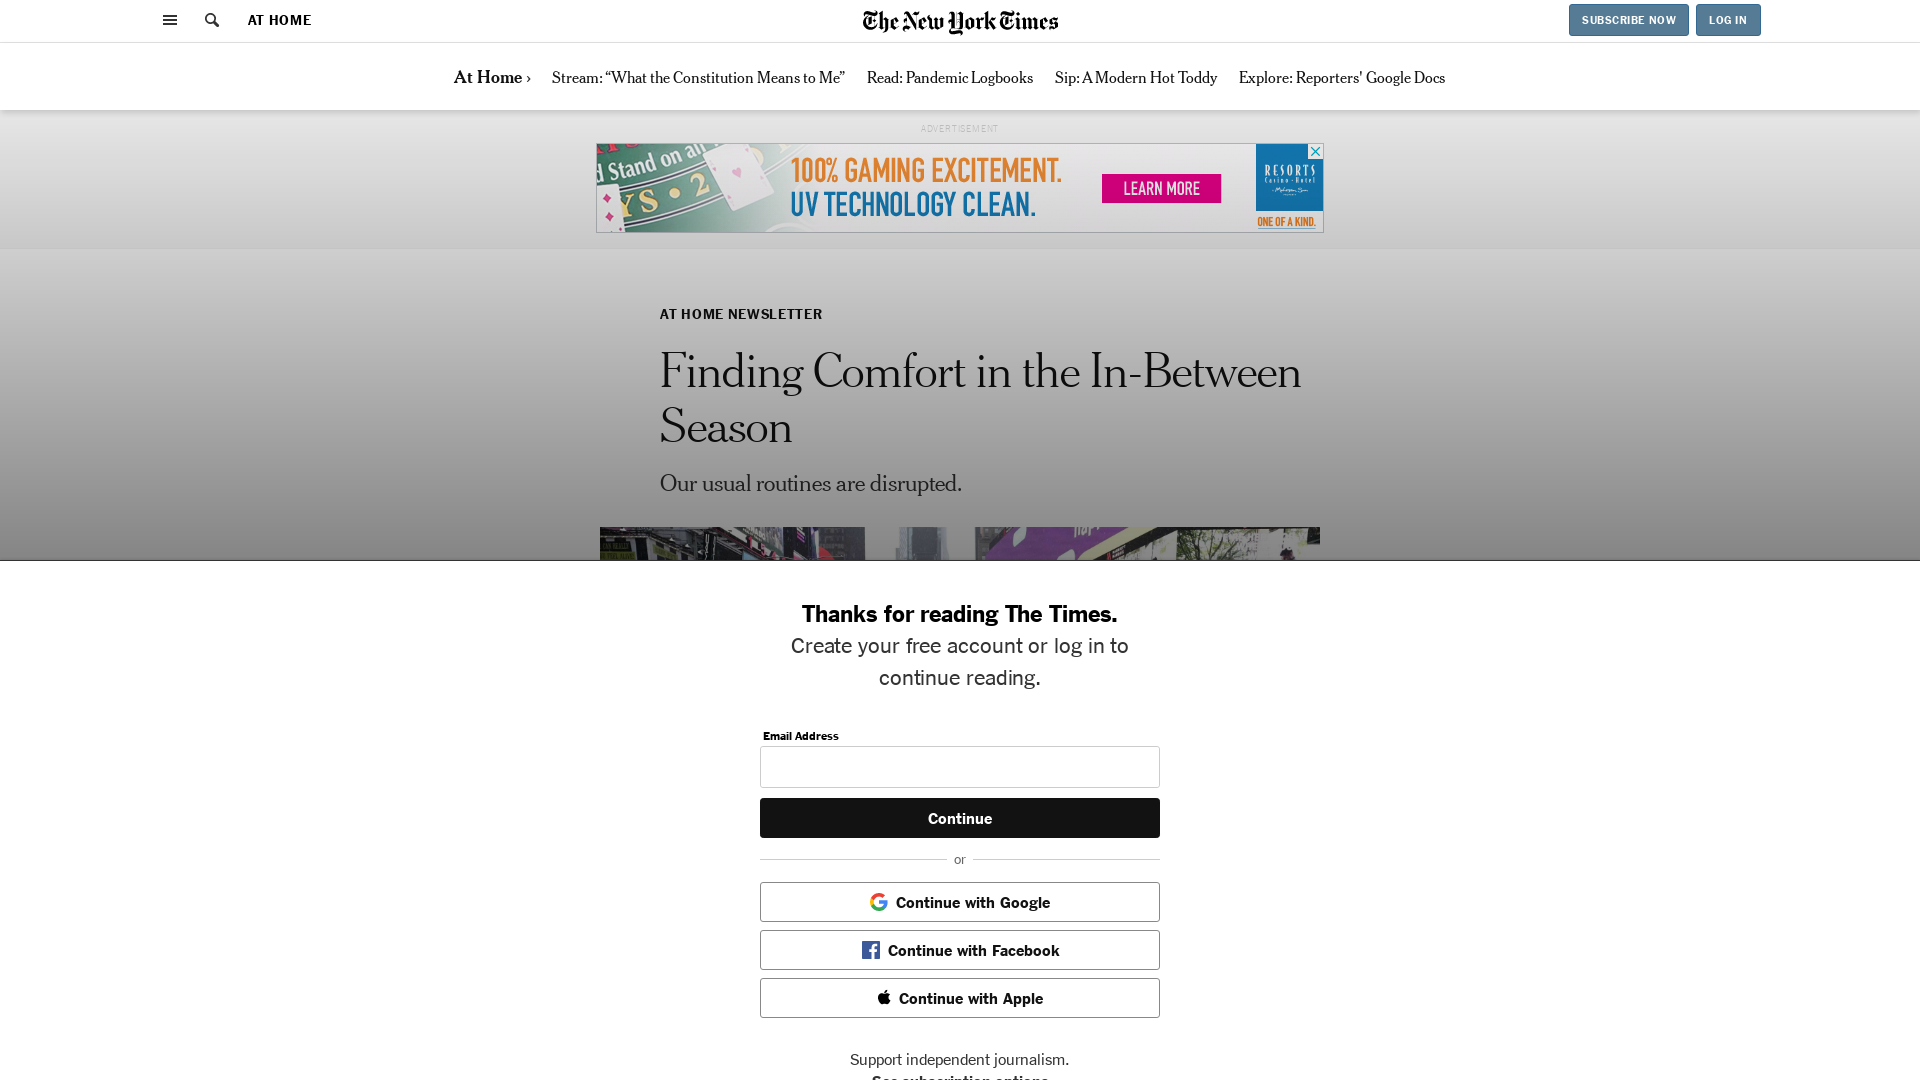 AT HOME
The New York Times
SUBSCRIBE NOW
LOG IN
At Home ›
Stream: “What the Constitution Means to Me”
Read: Pandemic Logbooks
Sip: A Modern Hot Toddy
Explore: Reporters' Google Docs
ADVERTISEMENT
d Stand on all
YS • 2
100% GAMING EXCITEMENT.
UV TECHNOLOGY CLEAN.
LEARN MORE
RESORTS
Casino • Hotel
ONE OF A KIND.
AT HOME NEWSLETTER
Finding Comfort in the In-Between
Season
Our usual routines are disrupted.
Thanks for reading The Times.
Create your free account or log in to
continue reading.
Email Address
Continue
or
Continue with Google
Continue with Facebook
Continue with Apple
Support independent journalism.
See subscription options.